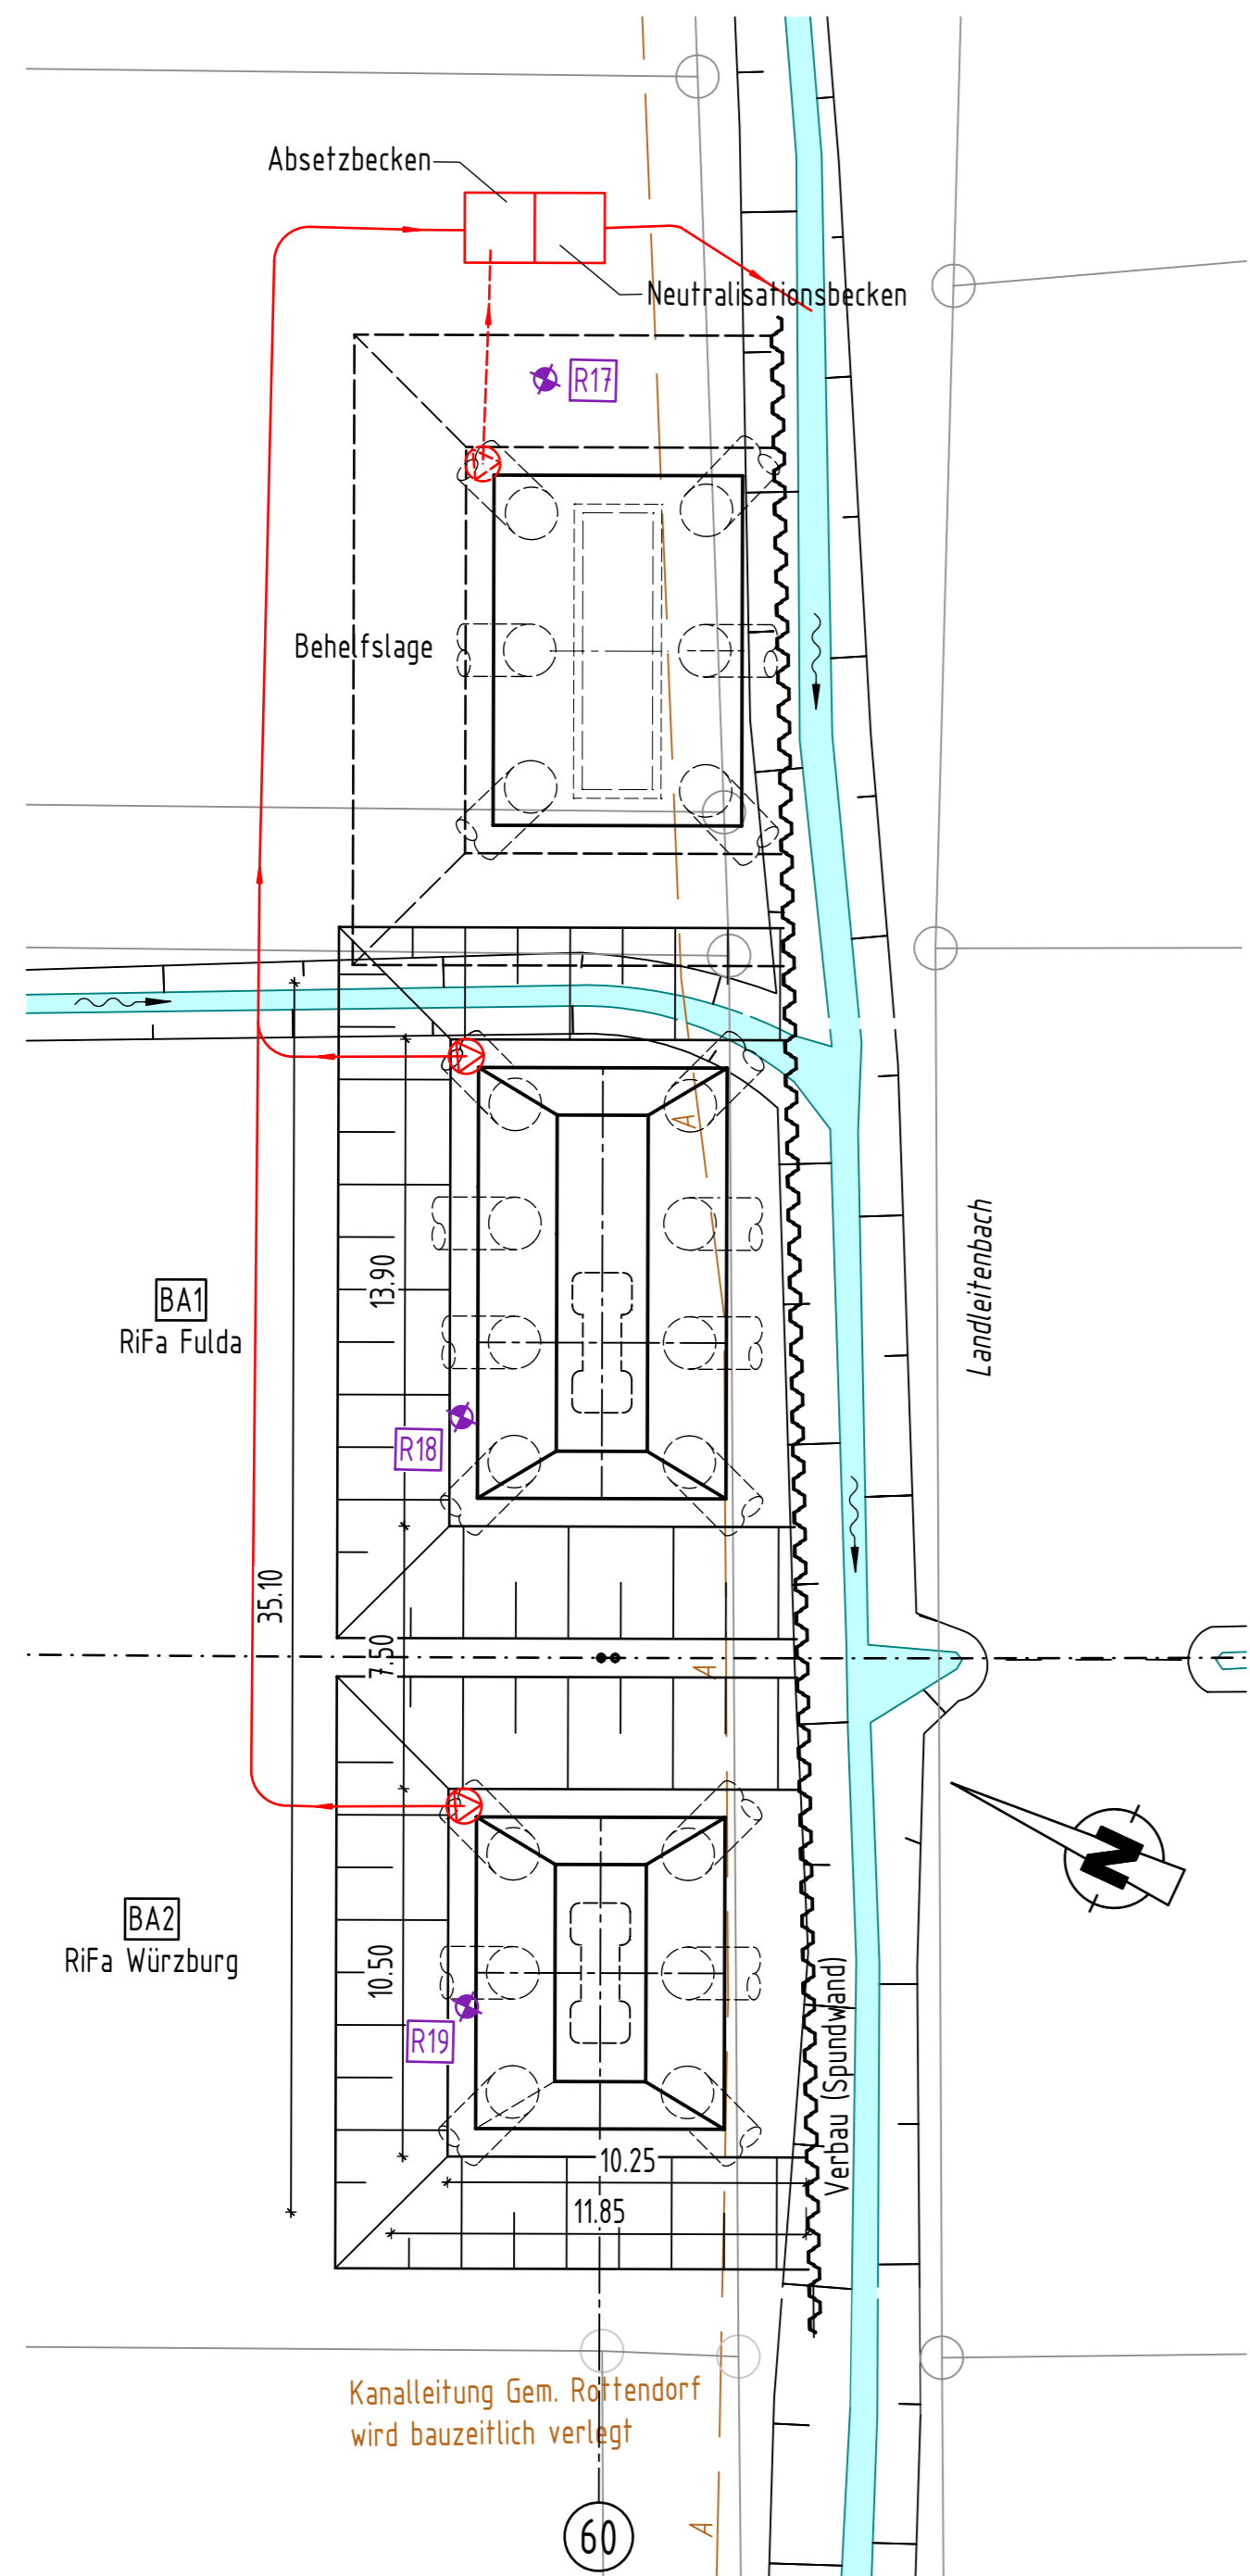 Absetzbecken
Neutralisationsbecken
R17
Behelfslage
A
13.90
Landleitenbach
BA1
RiFa Fulda
R18
35.10
7.50
A
N
BA2
RiFa Würzburg
10.50
R19
Verbau (Spundwand)
10.25
11.85
Kanalleitung Gem. Rottendorf
wird bauzeitlich verlegt
A
60